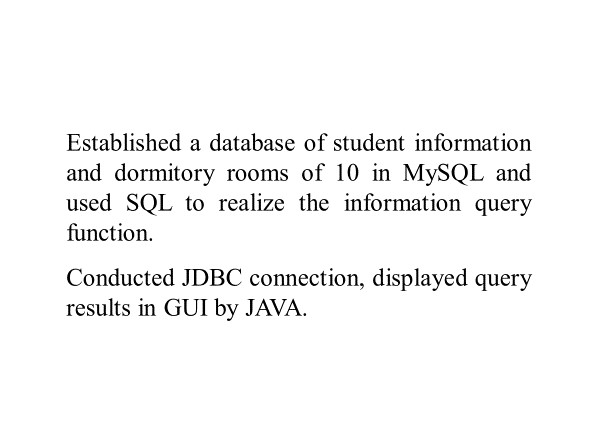 Established a database of student information
and dormitory rooms of 10 in MySQL and
used SQL to realize the information query
function.
Conducted JDBC connection, displayed query
results in GUI by JAVA.